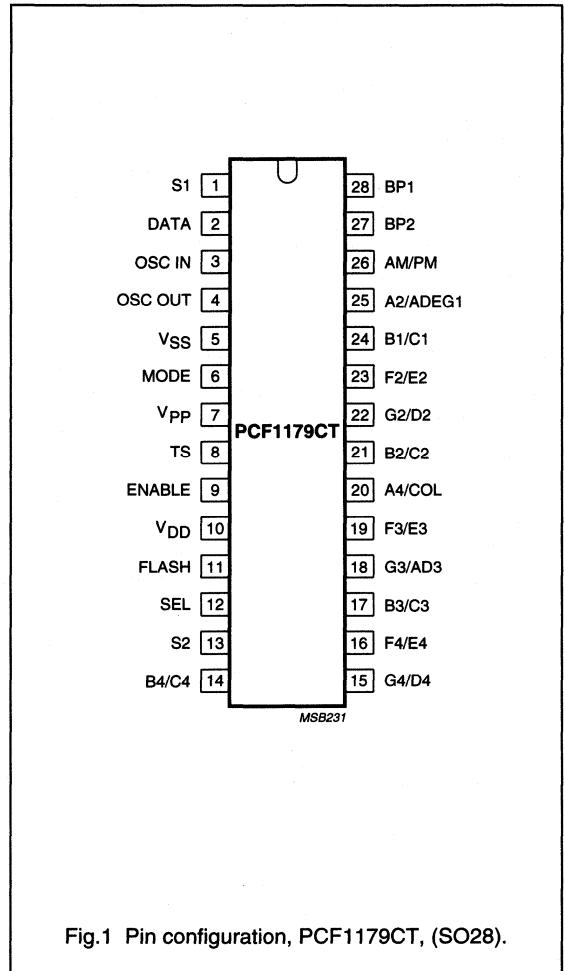 S1 1 28 BP1
DATA 2 27 BP2
OSC IN 3 26 AM/PM
OSC OUT 4 25 A2/ADEG1
VSS 5 24 B1/C1
MODE 6 23 F2/E2
VPP 7 22 G2/D2
PCF1179CT
TS 8 21 B2/C2
ENABLE 9 20 A4/COL
VDD 10 19 F3/E3
FLASH 11 18 G3/AD3
SEL 12 17 B3/C3
S2 13 16 F4/E4
B4/C4 14 15 G4/D4
MSB231
Fig.1 Pin configuration, PCF1179CT, (SO28).